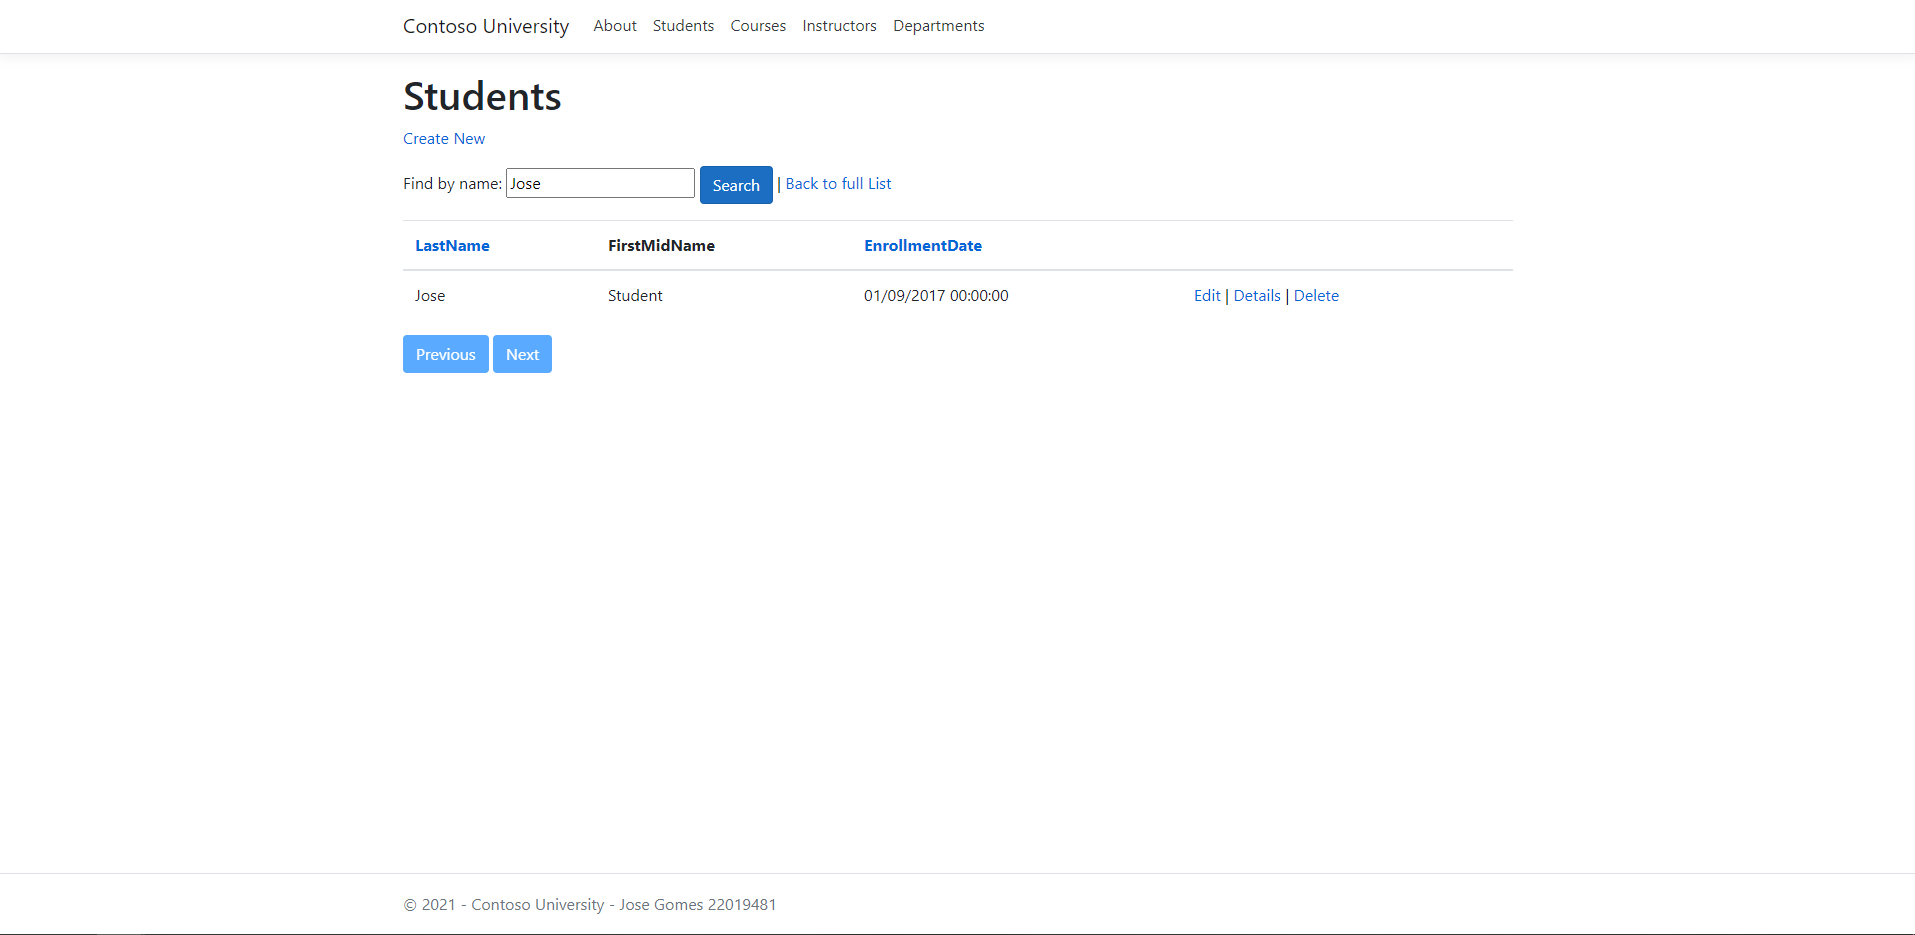 Contoso University About Students Courses Instructors Departments
Students
Create New
Find by name: Jose Search | Back to full List
LastName FirstMidName EnrollmentDate
Jose Student 01/09/2017 00:00:00 Edit | Details | Delete
Previous Next
© 2021 - Contoso University - Jose Gomes 22019481